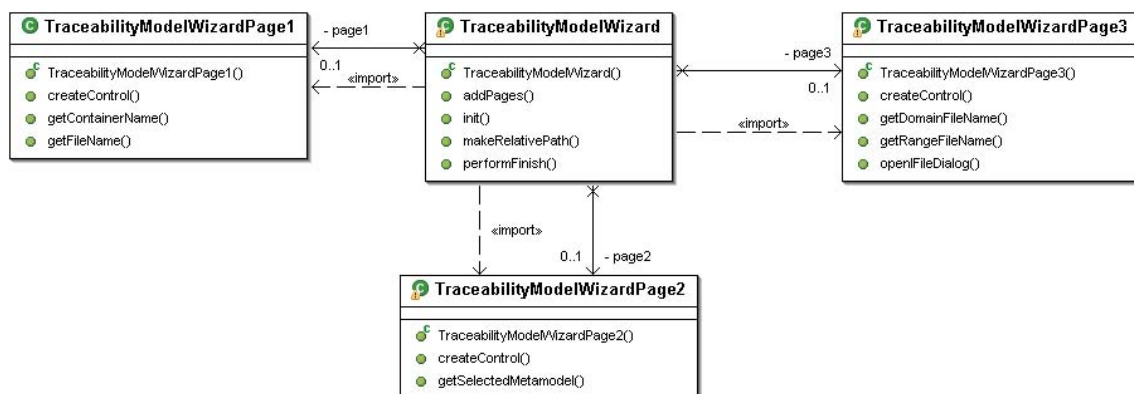 TraceabilityModelWizardPage1
TraceabilityModelWizardPage1()
createControl()
getContainerName()
getFileName()
- page1
0..1
«import»
TraceabilityModelWizard
TraceabilityModelWizard()
addPages()
init()
makeRelativePath()
performFinish()
- page3
0..1
«import»
TraceabilityModelWizardPage3
TraceabilityModelWizardPage3()
createControl()
getDomainFileName()
getRangeFileName()
openIFileDialog()
«import»
0..1 - page2
TraceabilityModelWizardPage2
TraceabilityModelWizardPage2()
createControl()
getSelectedMetamodel()